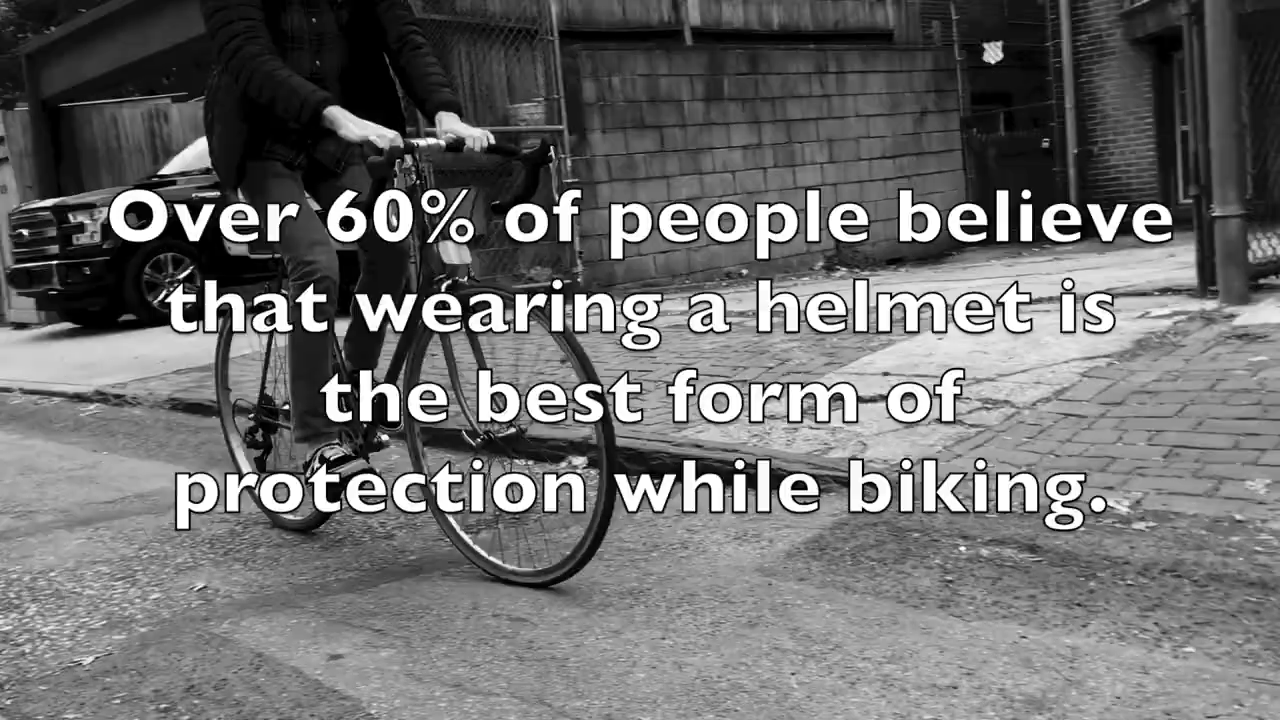 Over 60% of people believe
that wearing a helmet is
the best form of
protection while biking.